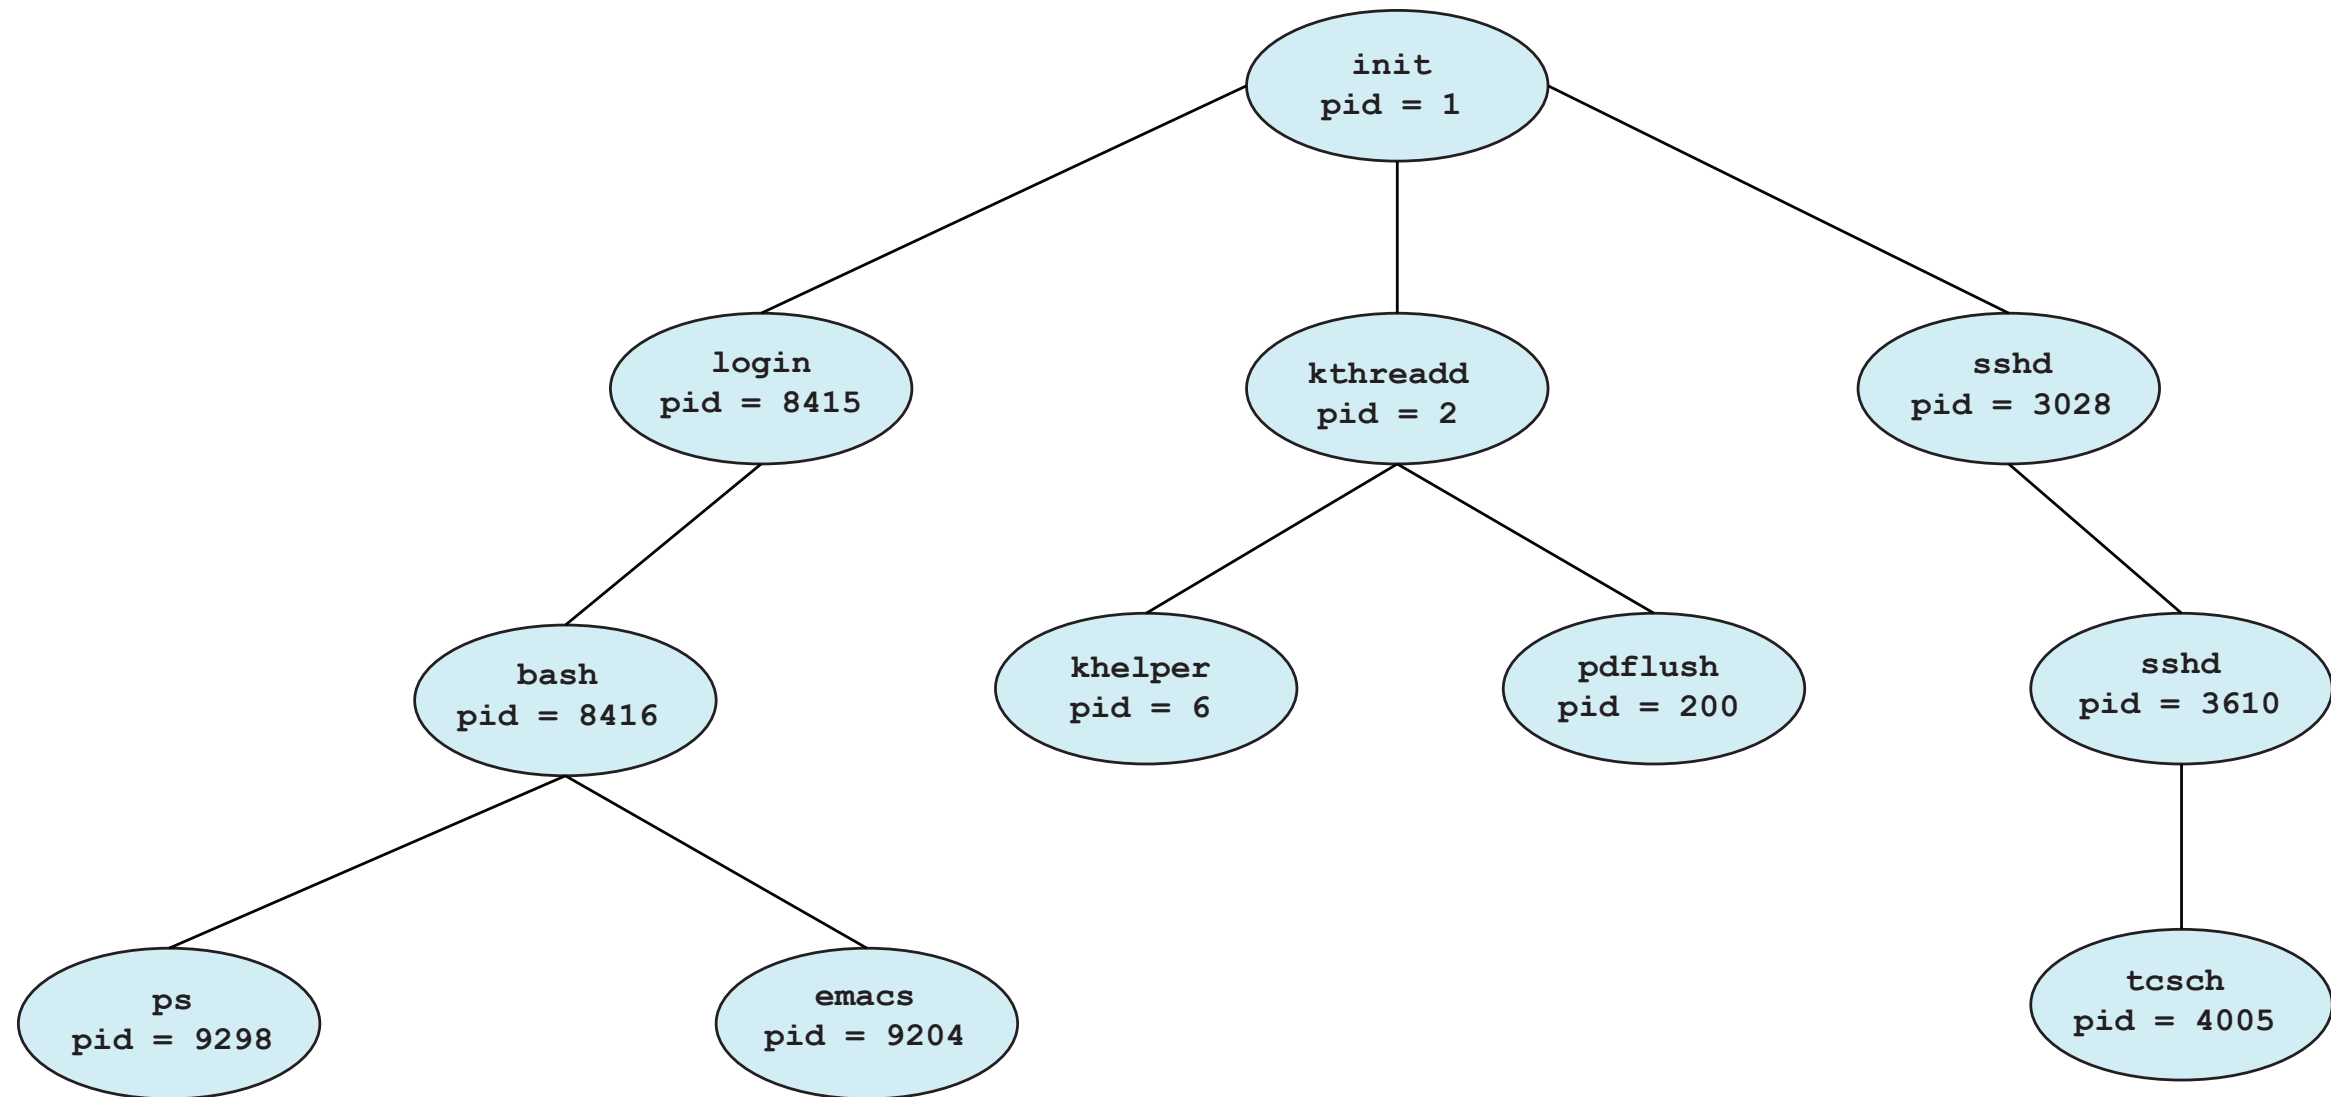 init
pid = 1
login
pid = 8415
kthreadd
pid = 2
sshd
pid = 3028
bash
pid = 8416
khelper
pid = 6
pdflush
pid = 200
sshd
pid = 3610
ps
pid = 9298
emacs
pid = 9204
tcsch
pid = 4005